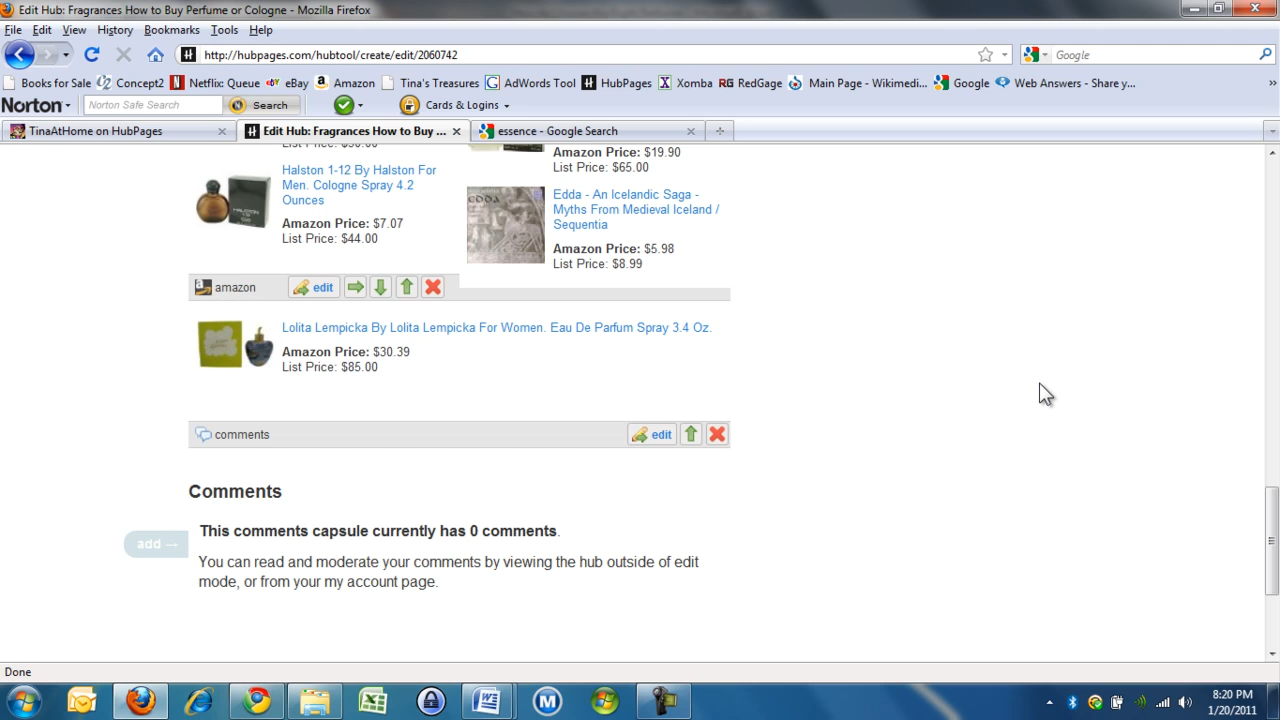 Edit Hub: Fragrances How to Buy Perfume or Cologne - Mozilla Firefox
File Edit View History Bookmarks Tools Help
http://hubpages.com/hubtool/create/edit/2060742
Google
Books for Sale Concept2 Netflix Queue eBay Amazon Tina's Treasures AdWords Tool HubPages Xomba RedGage Main Page - Wikimedi... Google Web Answers - Share y...
Norton Norton Safe Search Search Cards & Logins
TinaAtHome on HubPages Edit Hub: Fragrances How to Buy ... essence - Google Search
Amazon Price: $19.90
List Price: $65.00
Halston 1-12 By Halston For
Men. Cologne Spray 4.2
Ounces
Amazon Price: $7.07
List Price: $44.00
Edda - An Icelandic Saga -
Myths From Medieval Iceland /
Sequentia
Amazon Price: $5.98
List Price: $8.99
amazon edit
Lolita Lempicka By Lolita Lempicka For Women. Eau De Parfum Spray 3.4 Oz.
Amazon Price: $30.39
List Price: $85.00
comments edit
Comments
This comments capsule currently has 0 comments.
add →
You can read and moderate your comments by viewing the hub outside of edit
mode, or from your my account page.
Done
8:20 PM
1/20/2011